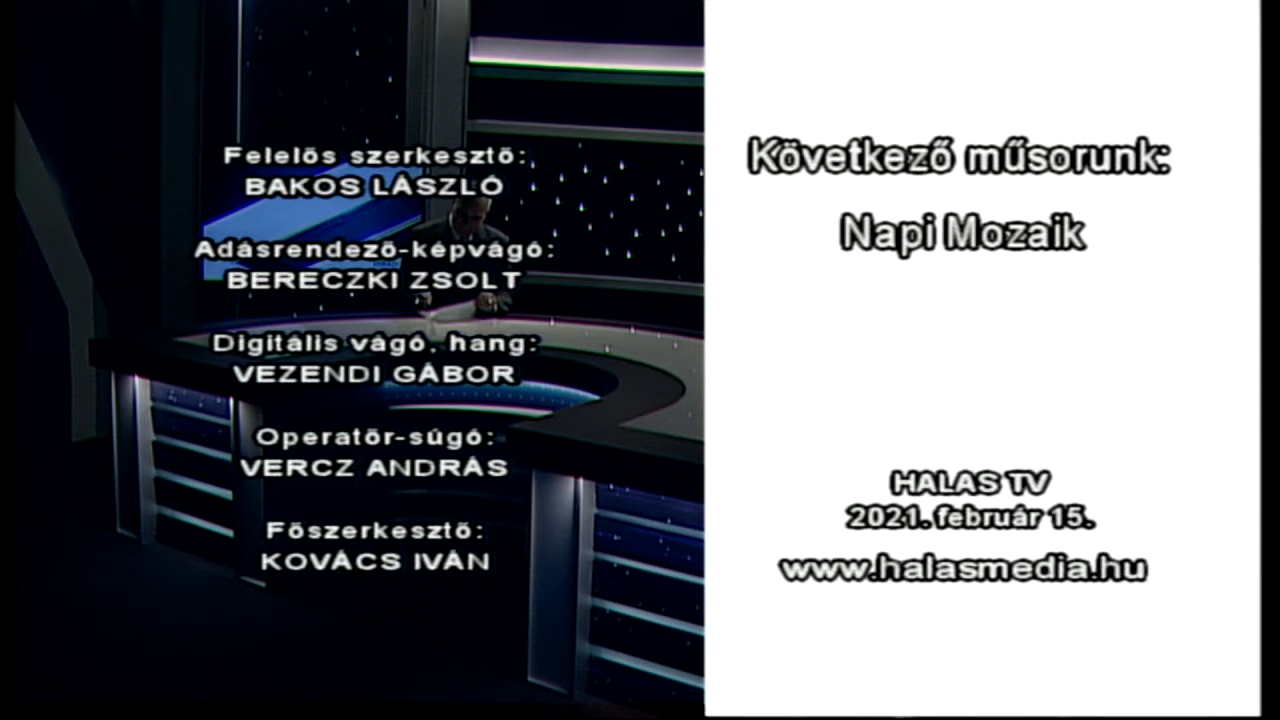 Felelős szerkesztő:
BAKOS LÁSZLÓ
Adásrendező-képvágó:
BERECZKI ZSOLT
Digitális vágó, hang:
VEZENDI GÁBOR
Operatőr-súgó:
VERCZ ANDRÁS
Főszerkesztő:
KOVÁCS IVÁN
Következő műsorunk:
Napi Mozaik
HALAS TV
2021. február 15.
www.halasmedia.hu